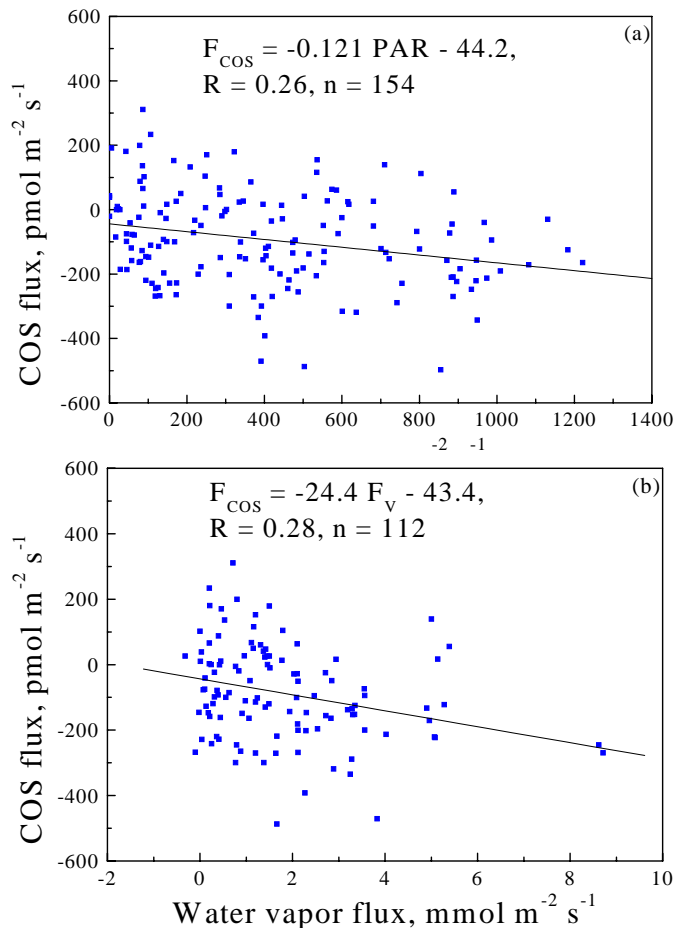 (a)
F_COS = -0.121 PAR - 44.2,
R = 0.26, n = 154
COS flux, pmol m⁻² s⁻¹
600
400
200
0
-200
-400
-600
0 200 400 600 800 1000 1200 1400
-2 -1
(b)
F_COS = -24.4 F_V - 43.4,
R = 0.28, n = 112
COS flux, pmol m⁻² s⁻¹
600
400
200
0
-200
-400
-600
-2 0 2 4 6 8 10
Water vapor flux, mmol m⁻² s⁻¹